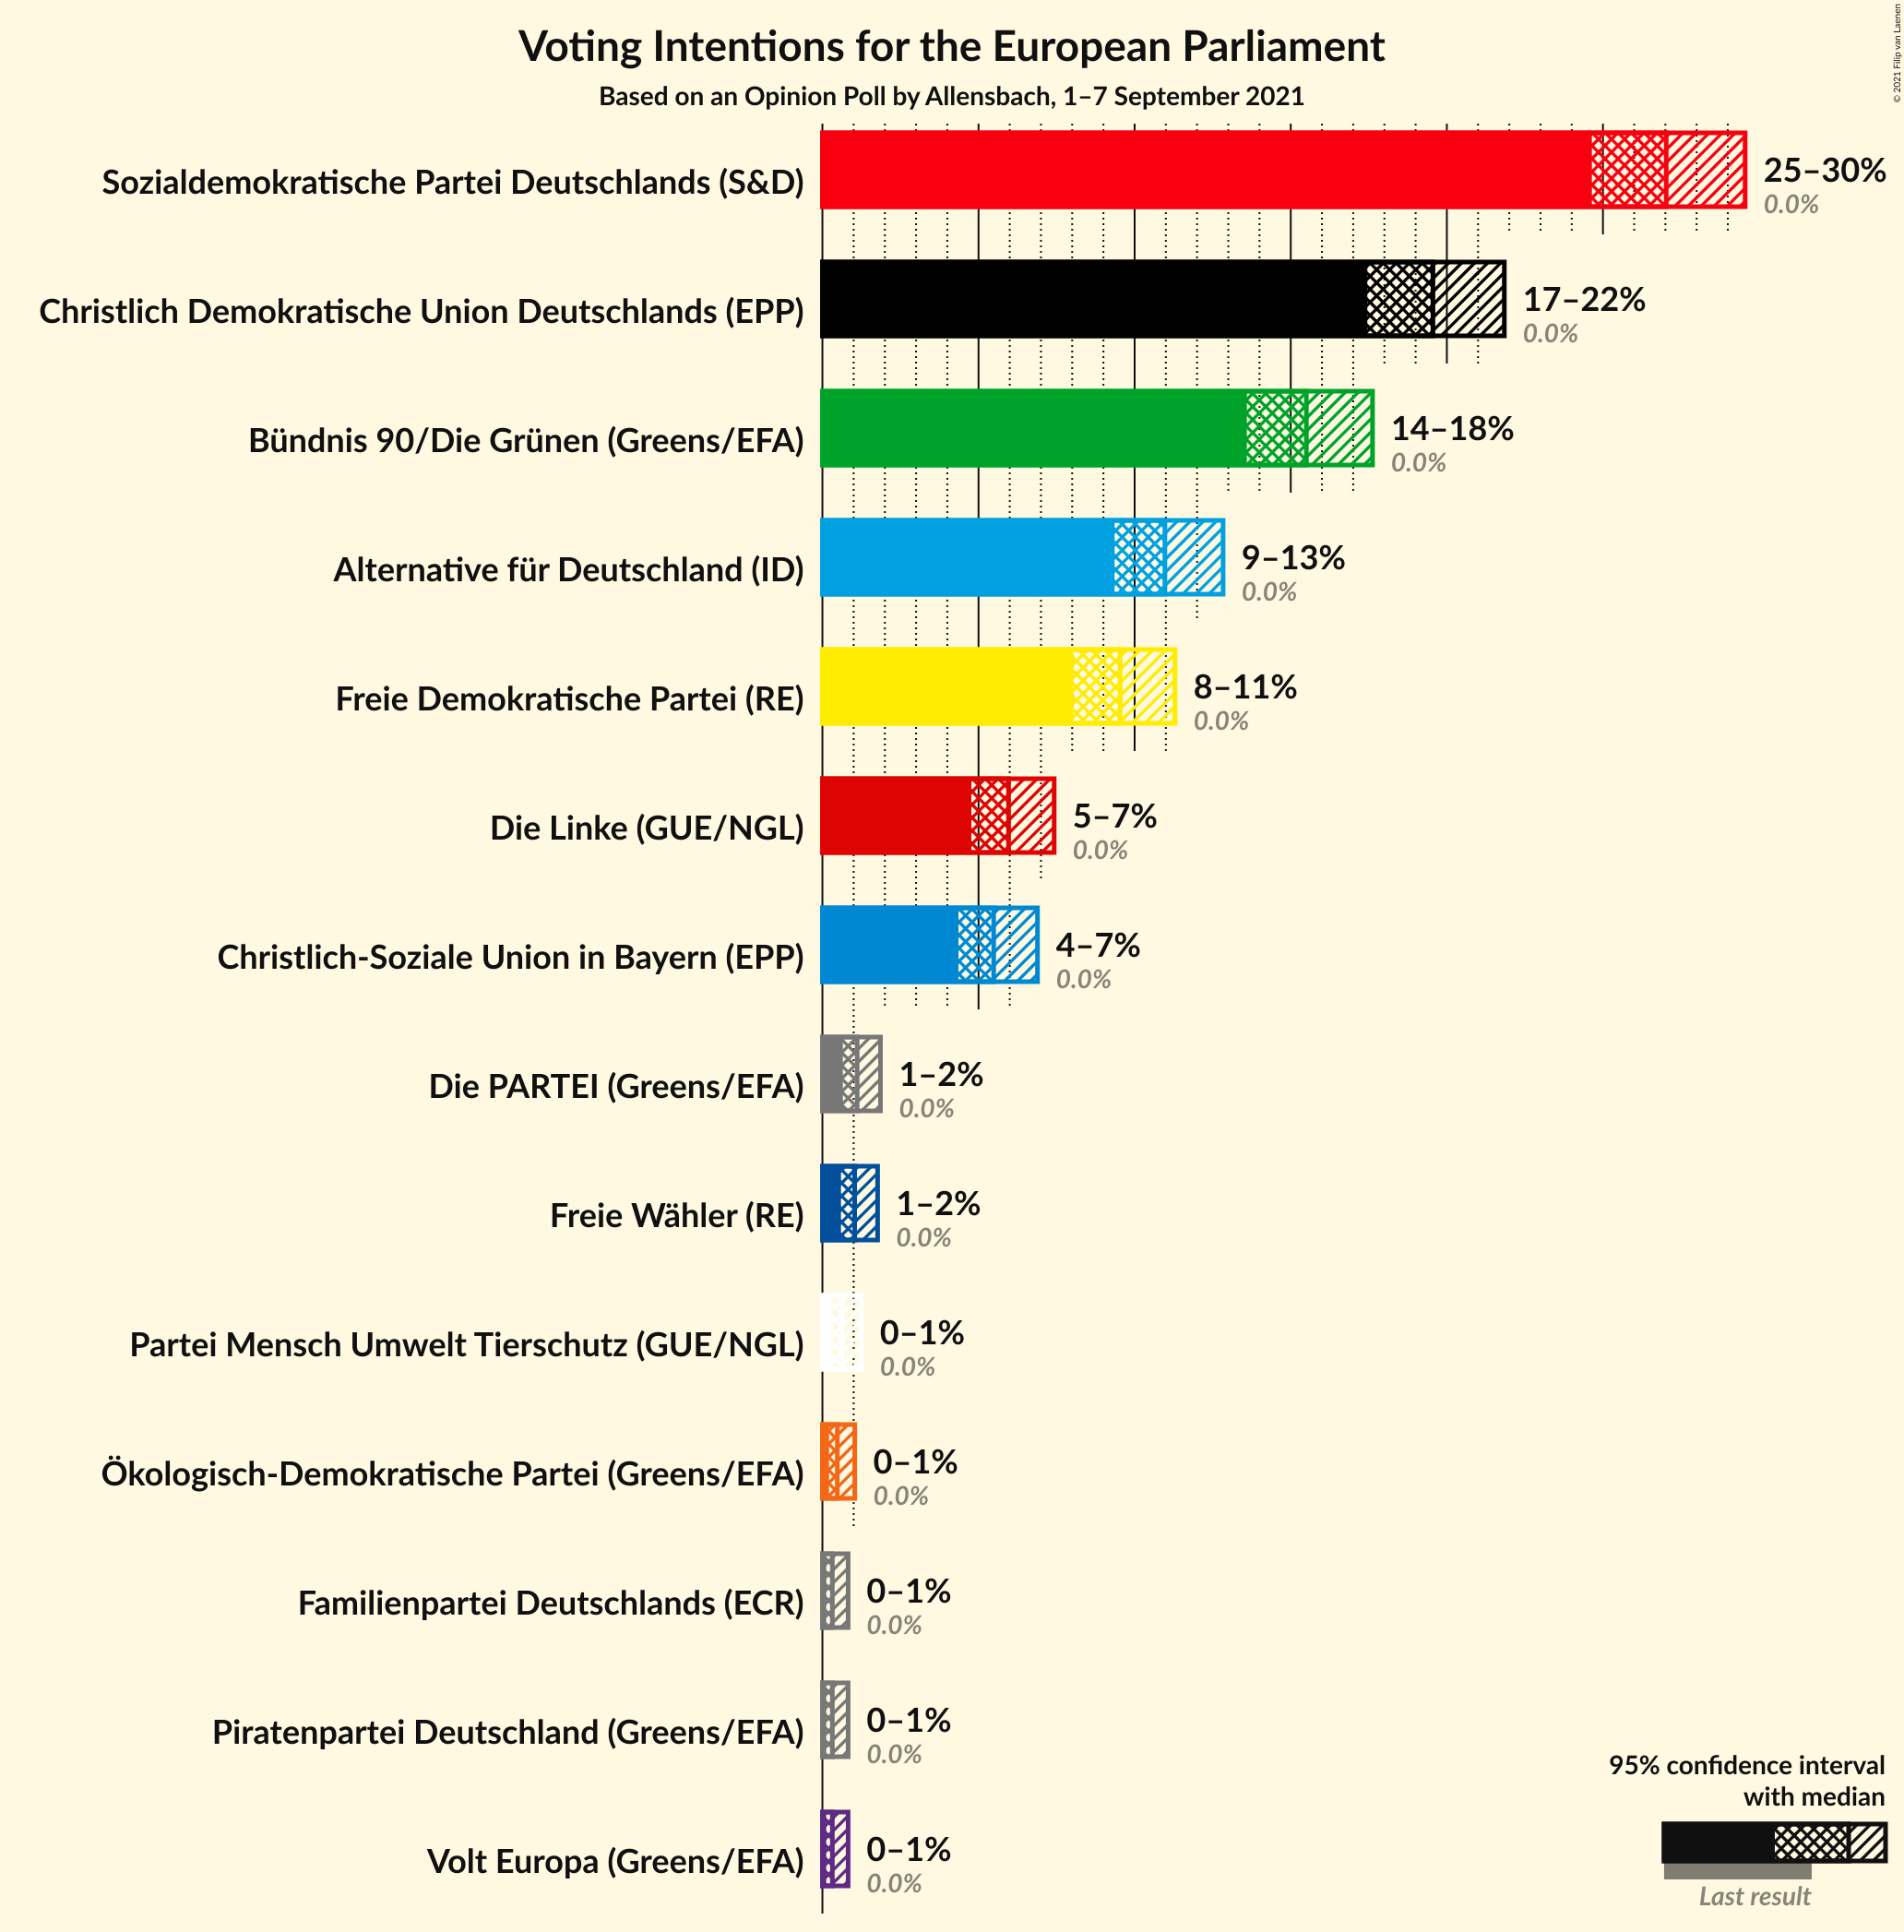 Voting Intentions for the European Parliament
Based on an Opinion Poll by Allensbach, 1–7 September 2021
© 2021 Filip van Laenen
Sozialdemokratische Partei Deutschlands (S&D)
25–30%
0.0%
Christlich Demokratische Union Deutschlands (EPP)
17–22%
0.0%
Bündnis 90/Die Grünen (Greens/EFA)
14–18%
0.0%
Alternative für Deutschland (ID)
9–13%
0.0%
Freie Demokratische Partei (RE)
8–11%
0.0%
Die Linke (GUE/NGL)
5–7%
0.0%
Christlich-Soziale Union in Bayern (EPP)
4–7%
0.0%
Die PARTEI (Greens/EFA)
1–2%
0.0%
Freie Wähler (RE)
1–2%
0.0%
Partei Mensch Umwelt Tierschutz (GUE/NGL)
0–1%
0.0%
Ökologisch-Demokratische Partei (Greens/EFA)
0–1%
0.0%
Familienpartei Deutschlands (ECR)
0–1%
0.0%
Piratenpartei Deutschland (Greens/EFA)
0–1%
0.0%
Volt Europa (Greens/EFA)
0–1%
0.0%
95% confidence interval
with median
Last result